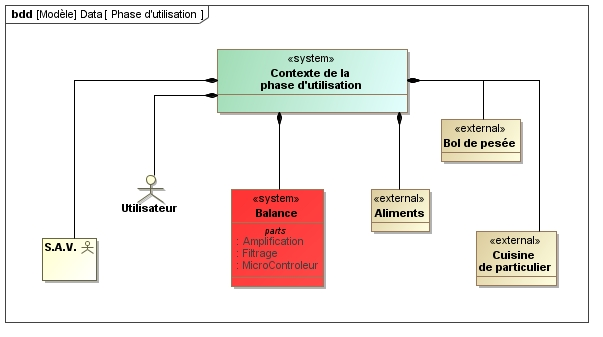 bdd [Modèle] Data [ Phase d'utilisation ]
«system»
Contexte de la
phase d'utilisation
«external»
Bol de pesée
Utilisateur
«system»
Balance
parts
: Amplification
: Filtrage
: MicroControleur
«external»
Aliments
S.A.V.
«external»
Cuisine
de particulier